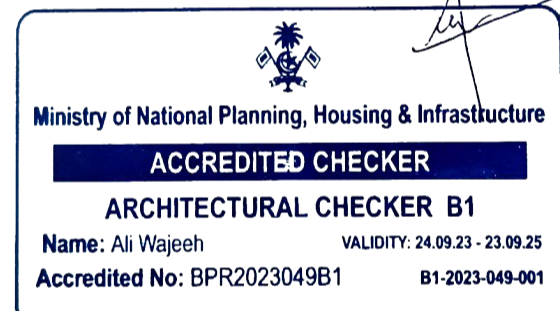 Ministry of National Planning, Housing & Infrastructure
ACCREDITED CHECKER
ARCHITECTURAL CHECKER B1
Name: Ali Wajeeh VALIDITY: 24.09.23 - 23.09.25
Accredited No: BPR2023049B1 B1-2023-049-001